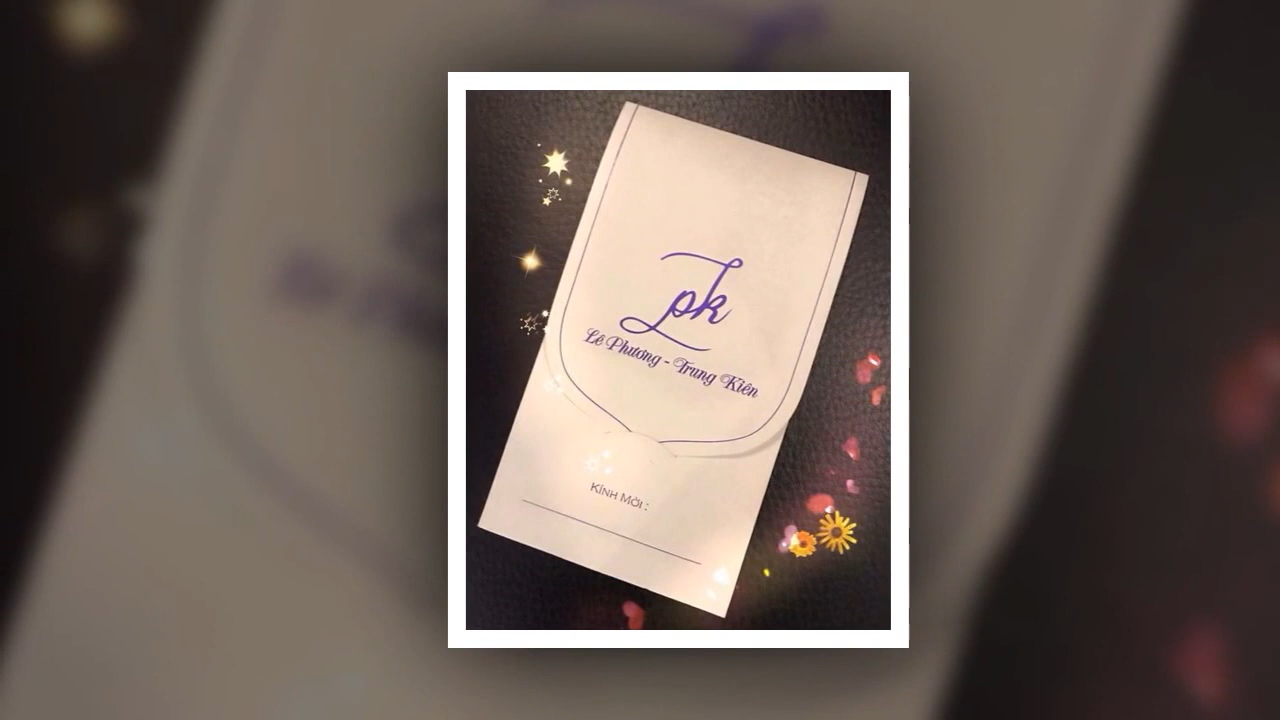 pk
Lê Phương - Trung Kiên
KÍNH MỜI :